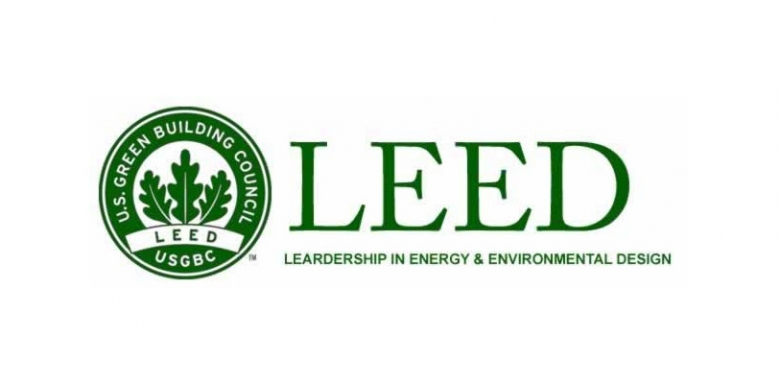 U.S. GREEN BUILDING COUNCIL
LEED
USGBC
TM
LEED
LEARDERSHIP IN ENERGY & ENVIRONMENTAL DESIGN